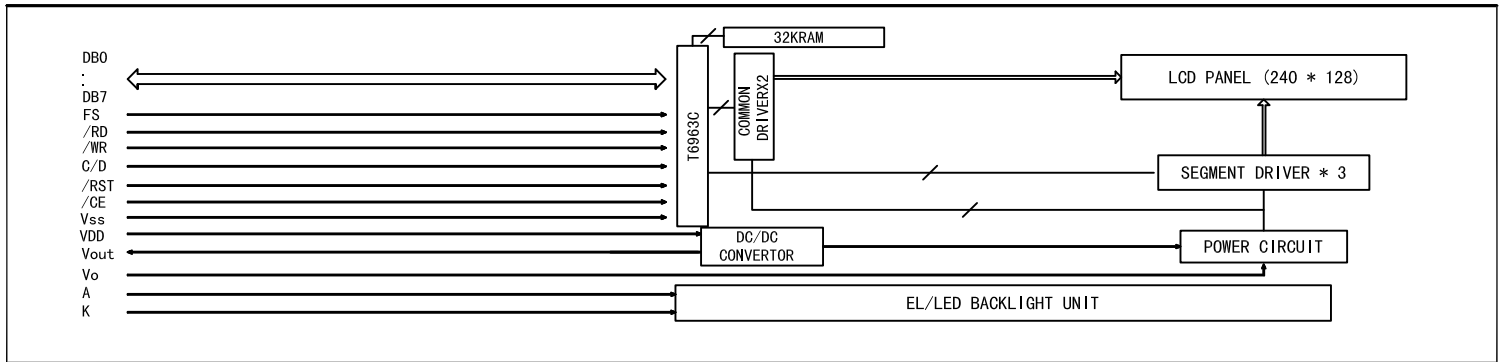 32KRAM
DB0
.
.
DB7
FS
/RD
/WR
C/D
/RST
/CE
Vss
VDD
Vout
Vo
A
K
T6963C
COMMON
DRIVERX2
LCD PANEL (240 * 128)
SEGMENT DRIVER * 3
DC/DC
CONVERTOR
POWER CIRCUIT
EL/LED BACKLIGHT UNIT